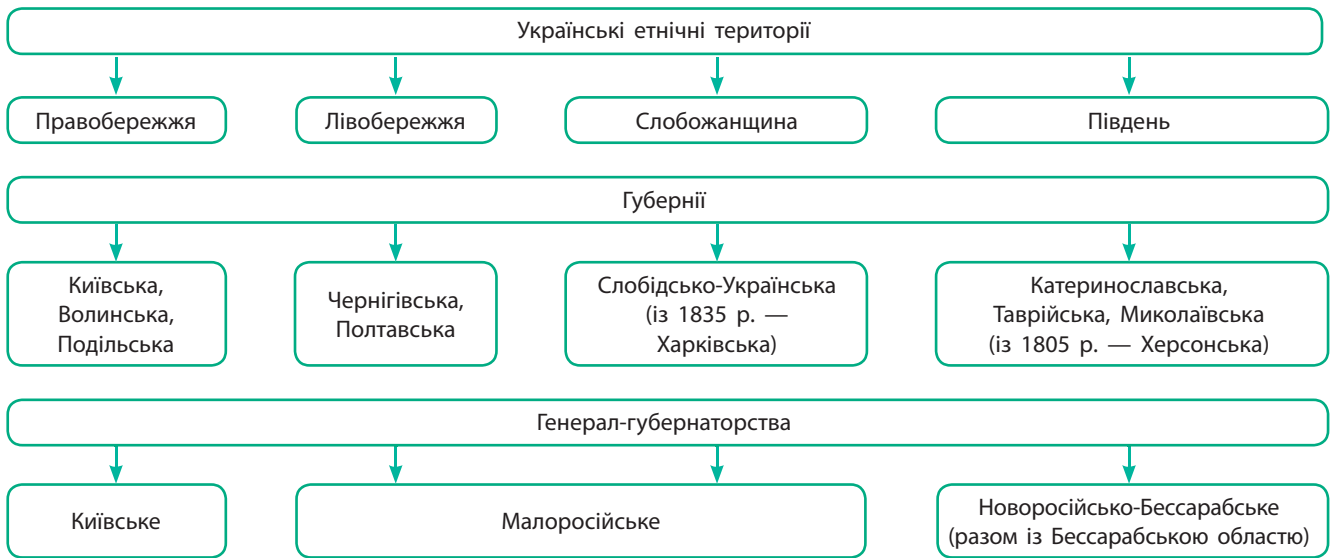 Українські етнічні території
Правобережжя
Лівобережжя
Слобожанщина
Південь
Губернії
Київська,
Волинська,
Подільська
Чернігівська,
Полтавська
Слобідсько-Українська
(із 1835 р. —
Харківська)
Катеринославська,
Таврійська, Миколаївська
(із 1805 р. — Херсонська)
Генерал-губернаторства
Київське
Малоросійське
Новоросійсько-Бессарабське
(разом із Бессарабською областю)